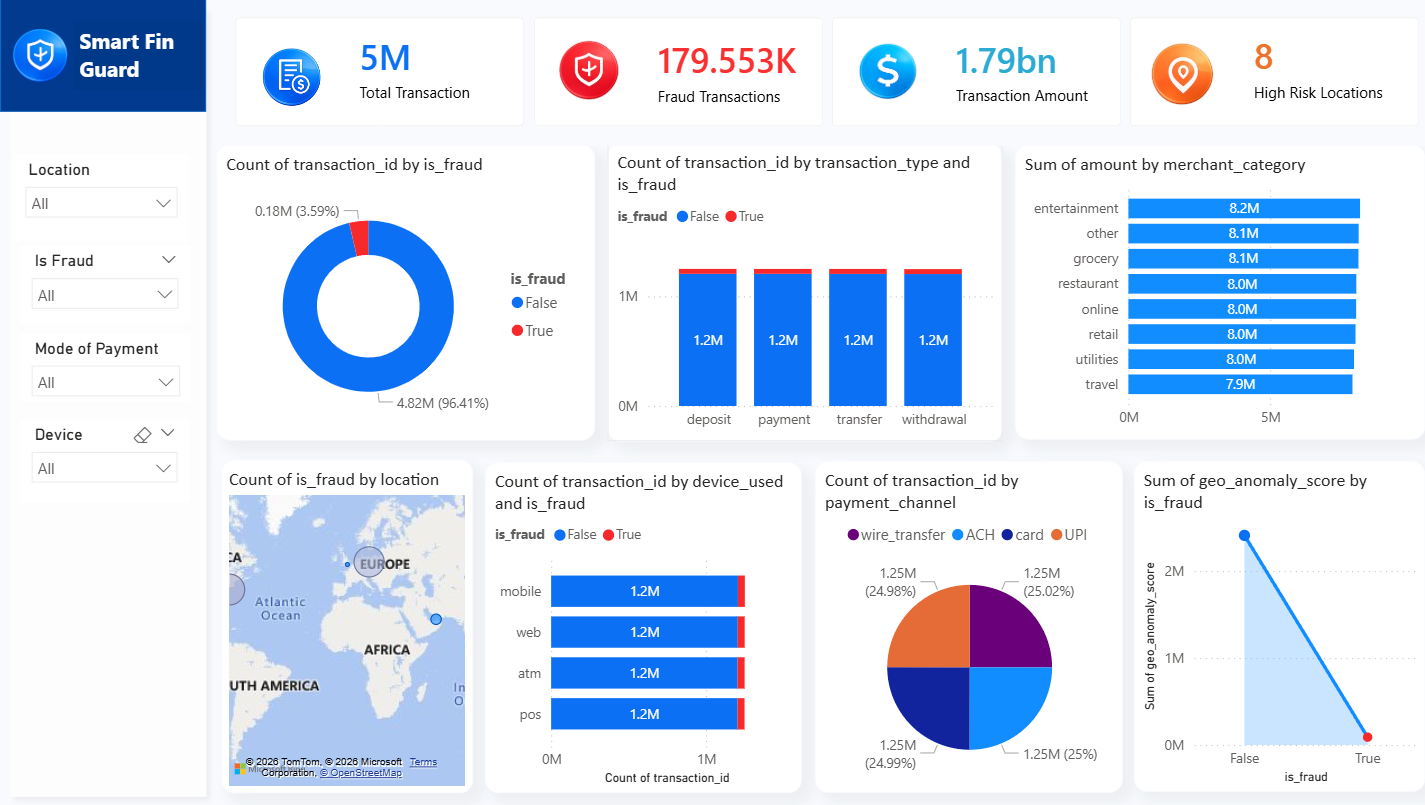 Smart Fin
Guard
5M
Total Transaction
179.553K
Fraud Transactions
1.79bn
Transaction Amount
8
High Risk Locations
Location
All
Is Fraud
All
Mode of Payment
All
Device
All
Count of transaction_id by is_fraud
0.18M (3.59%)
4.82M (96.41%)
is_fraud
False
True
Count of transaction_id by transaction_type and
is_fraud
is_fraud False True
1M
0M
1.2M 1.2M 1.2M 1.2M
deposit payment transfer withdrawal
Sum of amount by merchant_category
entertainment 8.2M
other 8.1M
grocery 8.1M
restaurant 8.0M
online 8.0M
retail 8.0M
utilities 8.0M
travel 7.9M
0M 5M
Count of is_fraud by location
CA
EUROPE
Atlantic
Ocean
AFRICA
UTH AMERICA
In
O
© 2026 TomTom, © 2026 Microsoft Terms
Corporation, © OpenStreetMap
Count of transaction_id by device_used
and is_fraud
is_fraud False True
mobile 1.2M
web 1.2M
atm 1.2M
pos 1.2M
0M 1M
Count of transaction_id
Count of transaction_id by
payment_channel
wire_transfer ACH card UPI
1.25M
(24.98%)
1.25M
(25.02%)
1.25M
(24.99%)
1.25M (25%)
Sum of geo_anomaly_score by
is_fraud
Sum of geo_anomaly_score
2M
1M
0M
False True
is_fraud